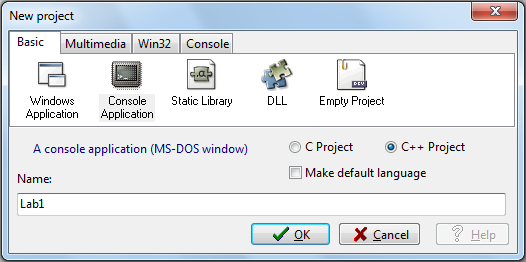 New project
Basic Multimedia Win32 Console
Windows Application
Console Application
Static Library
DLL
Empty Project
A console application (MS-DOS window)
C Project
C++ Project
Make default language
Name:
Lab1
OK Cancel Help